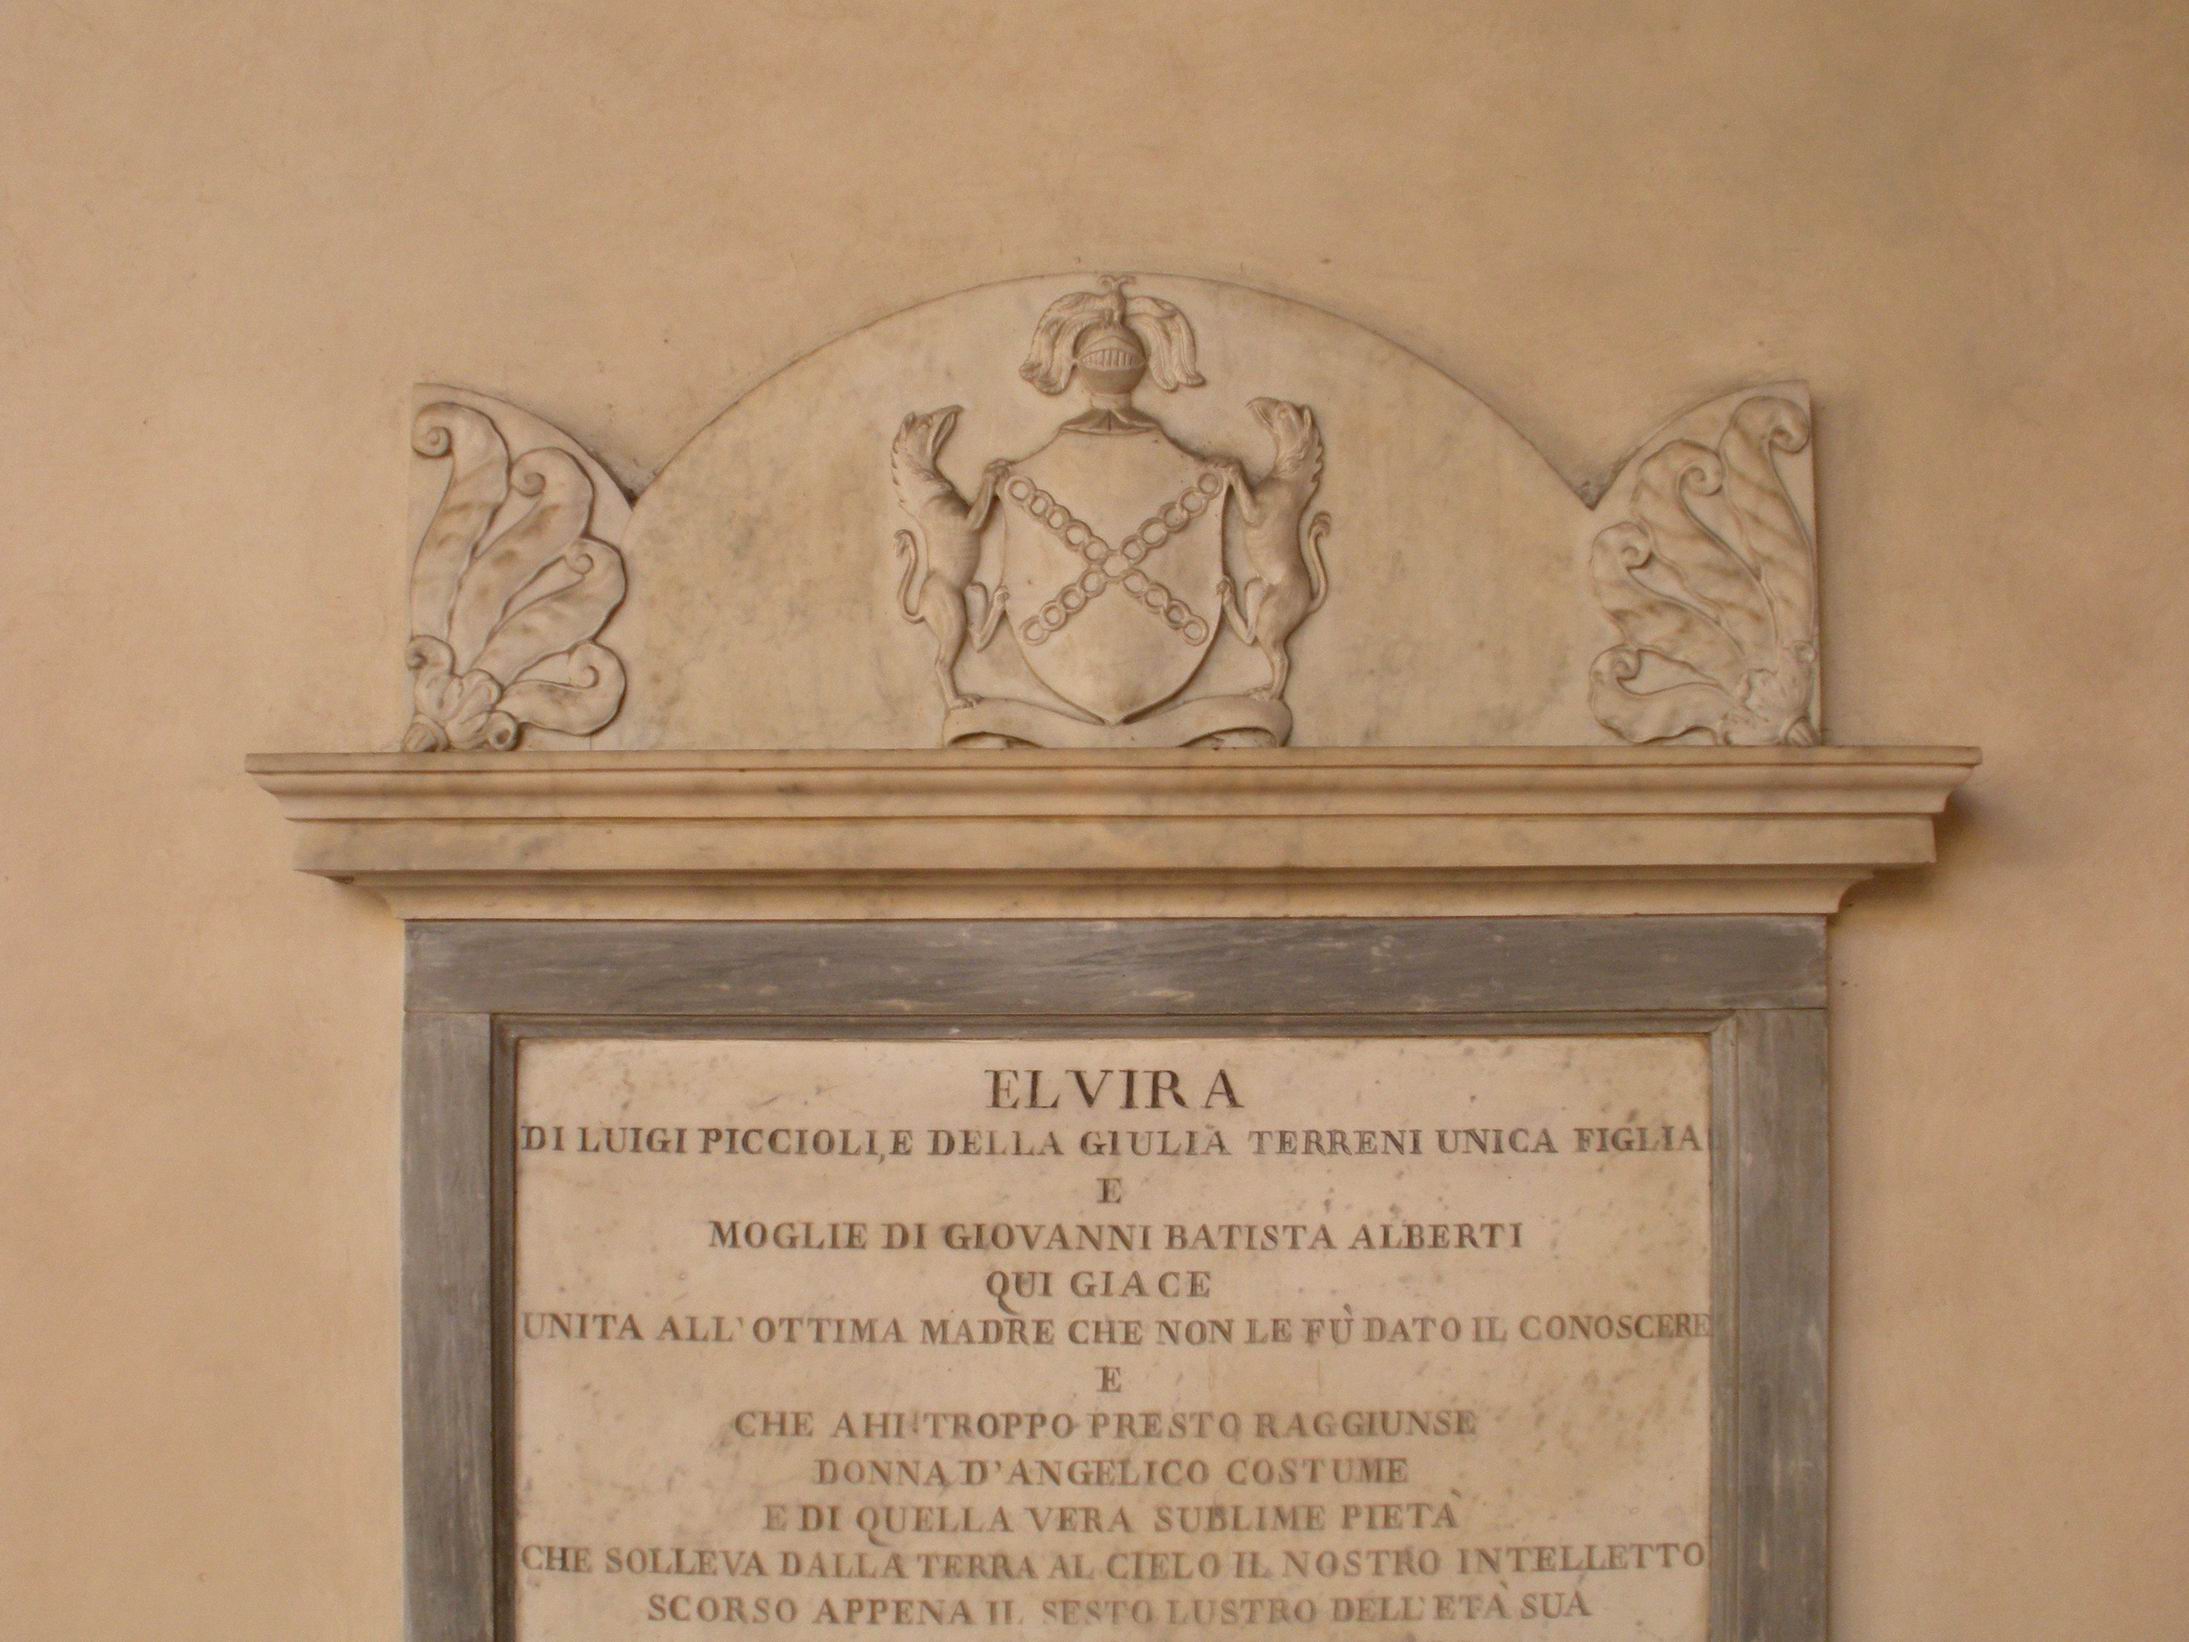 ELVIRA
DI LUIGI PICCIOLI, E DELLA GIULIA TERRENI UNICA FIGLIA
E
MOGLIE DI GIOVANNI BATISTA ALBERTI
QUI GIACE
UNITA ALL'OTTIMA MADRE CHE NON LE FÙ DATO IL CONOSCERE
E
CHE AHI! TROPPO PRESTO RAGGIUNSE
DONNA D'ANGELICO COSTUME
E DI QUELLA VERA SUBLIME PIETÀ
CHE SOLLEVA DALLA TERRA AL CIELO IL NOSTRO INTELLETTO
SCORSO APPENA IL SESTO LUSTRO DELL'ETÀ SUA